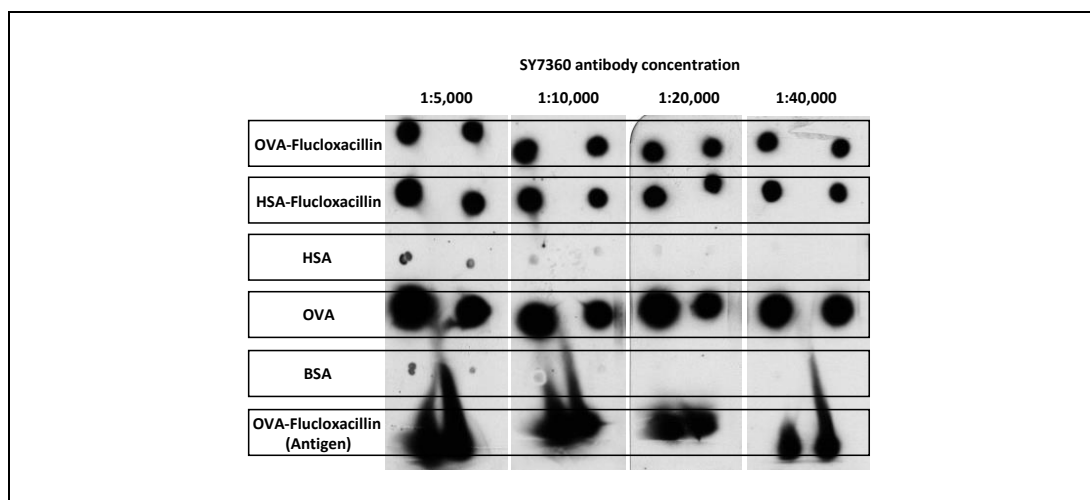 SY7360 antibody concentration
1:5,000 1:10,000 1:20,000 1:40,000
OVA-Flucloxacillin
HSA-Flucloxacillin
HSA
OVA
BSA
OVA-Flucloxacillin
(Antigen)